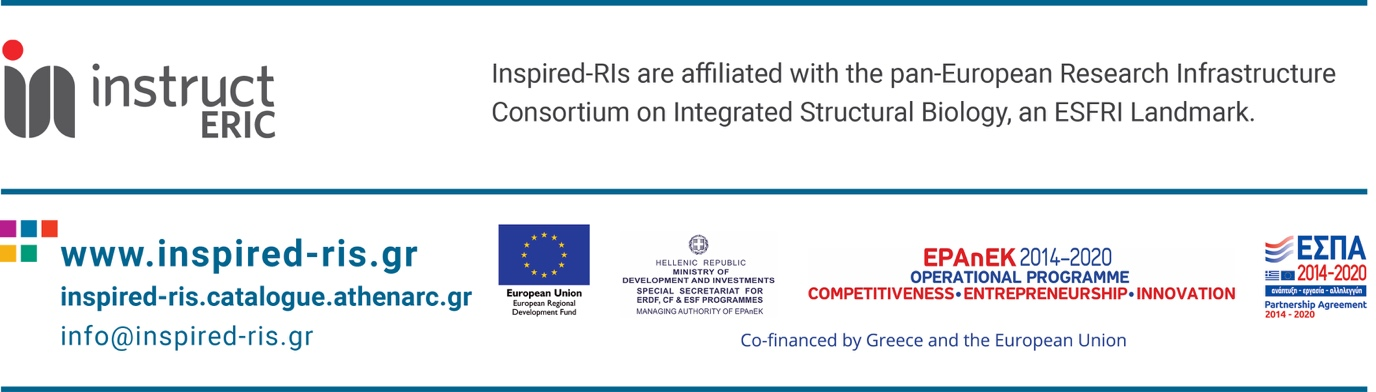 instruct
ERIC
Inspired-RIs are affiliated with the pan-European Research Infrastructure
Consortium on Integrated Structural Biology, an ESFRI Landmark.
www.inspired-ris.gr
inspired-ris.catalogue.athenarc.gr
info@inspired-ris.gr
European Union
European Regional
Development Fund
HELLENIC REPUBLIC
MINISTRY OF
DEVELOPMENT AND INVESTMENTS
SPECIAL SECRETARIAT FOR
ERDF, CF & ESF PROGRAMMES
MANAGING AUTHORITY OF EPAnEK
EPAnEK 2014–2020
OPERATIONAL PROGRAMME
COMPETITIVENESS•ENTREPRENEURSHIP•INNOVATION
ΕΣΠΑ
2014-2020
ανάπτυξη - εργασία - αλληλεγγύη
Partnership Agreement
2014 - 2020
Co-financed by Greece and the European Union